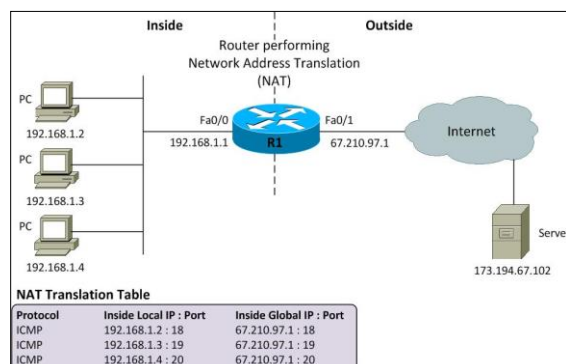 Inside
Outside
Router performing
Network Address Translation
(NAT)
PC
192.168.1.2
PC
192.168.1.3
PC
192.168.1.4
Fa0/0
192.168.1.1
R1
Fa0/1
67.210.97.1
Internet
Server
173.194.67.102
NAT Translation Table
Protocol Inside Local IP : Port Inside Global IP : Port
ICMP 192.168.1.2 : 18 67.210.97.1 : 18
ICMP 192.168.1.3 : 19 67.210.97.1 : 19
ICMP 192.168.1.4 : 20 67.210.97.1 : 20